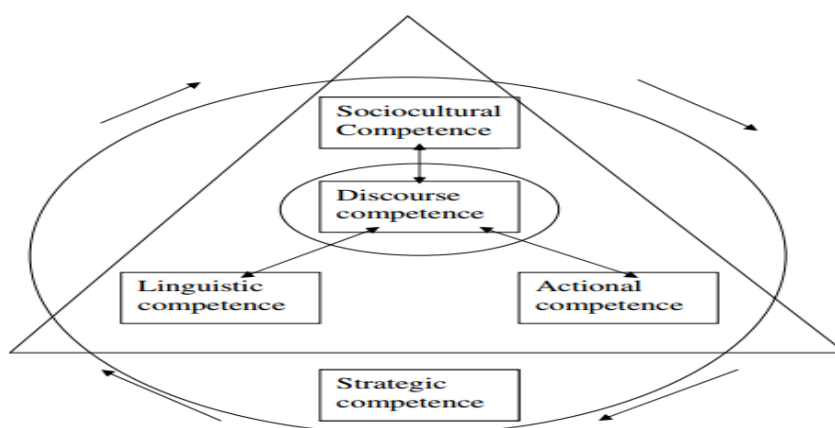 Sociocultural
Competence
Discourse
competence
Linguistic
competence
Actional
competence
Strategic
competence